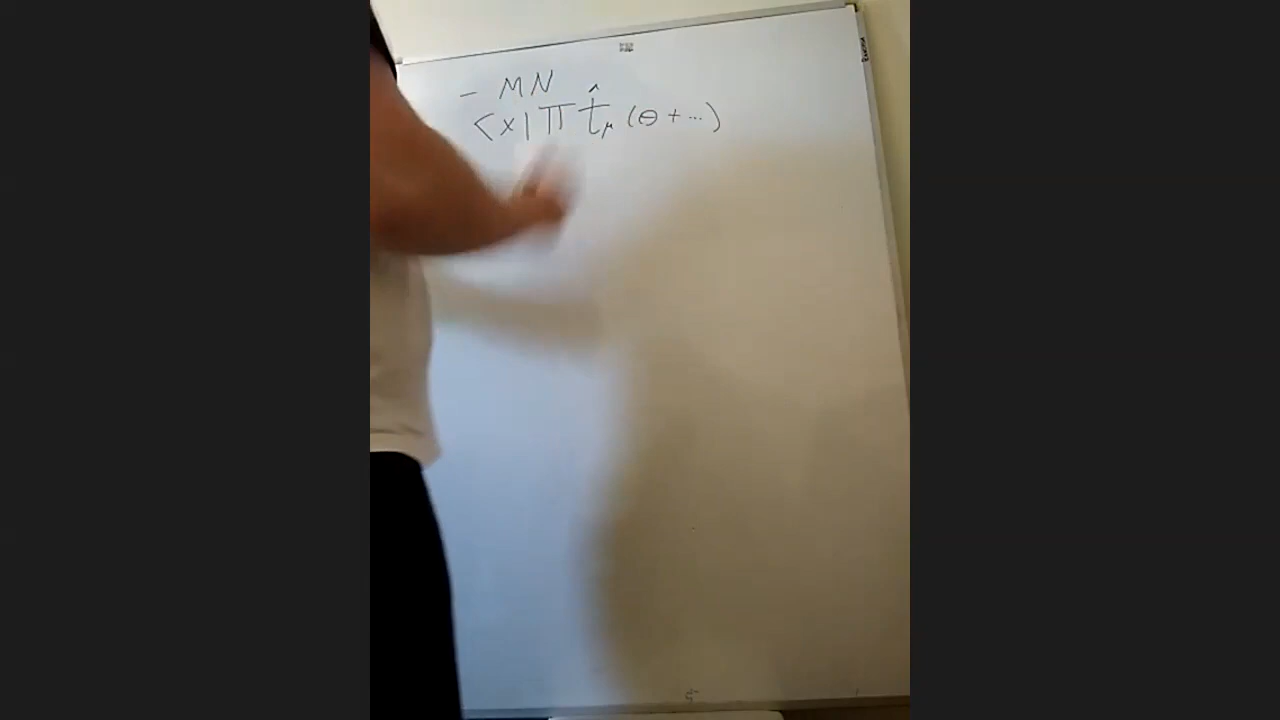 - MN
<x|π t̂μ (θ + ...)